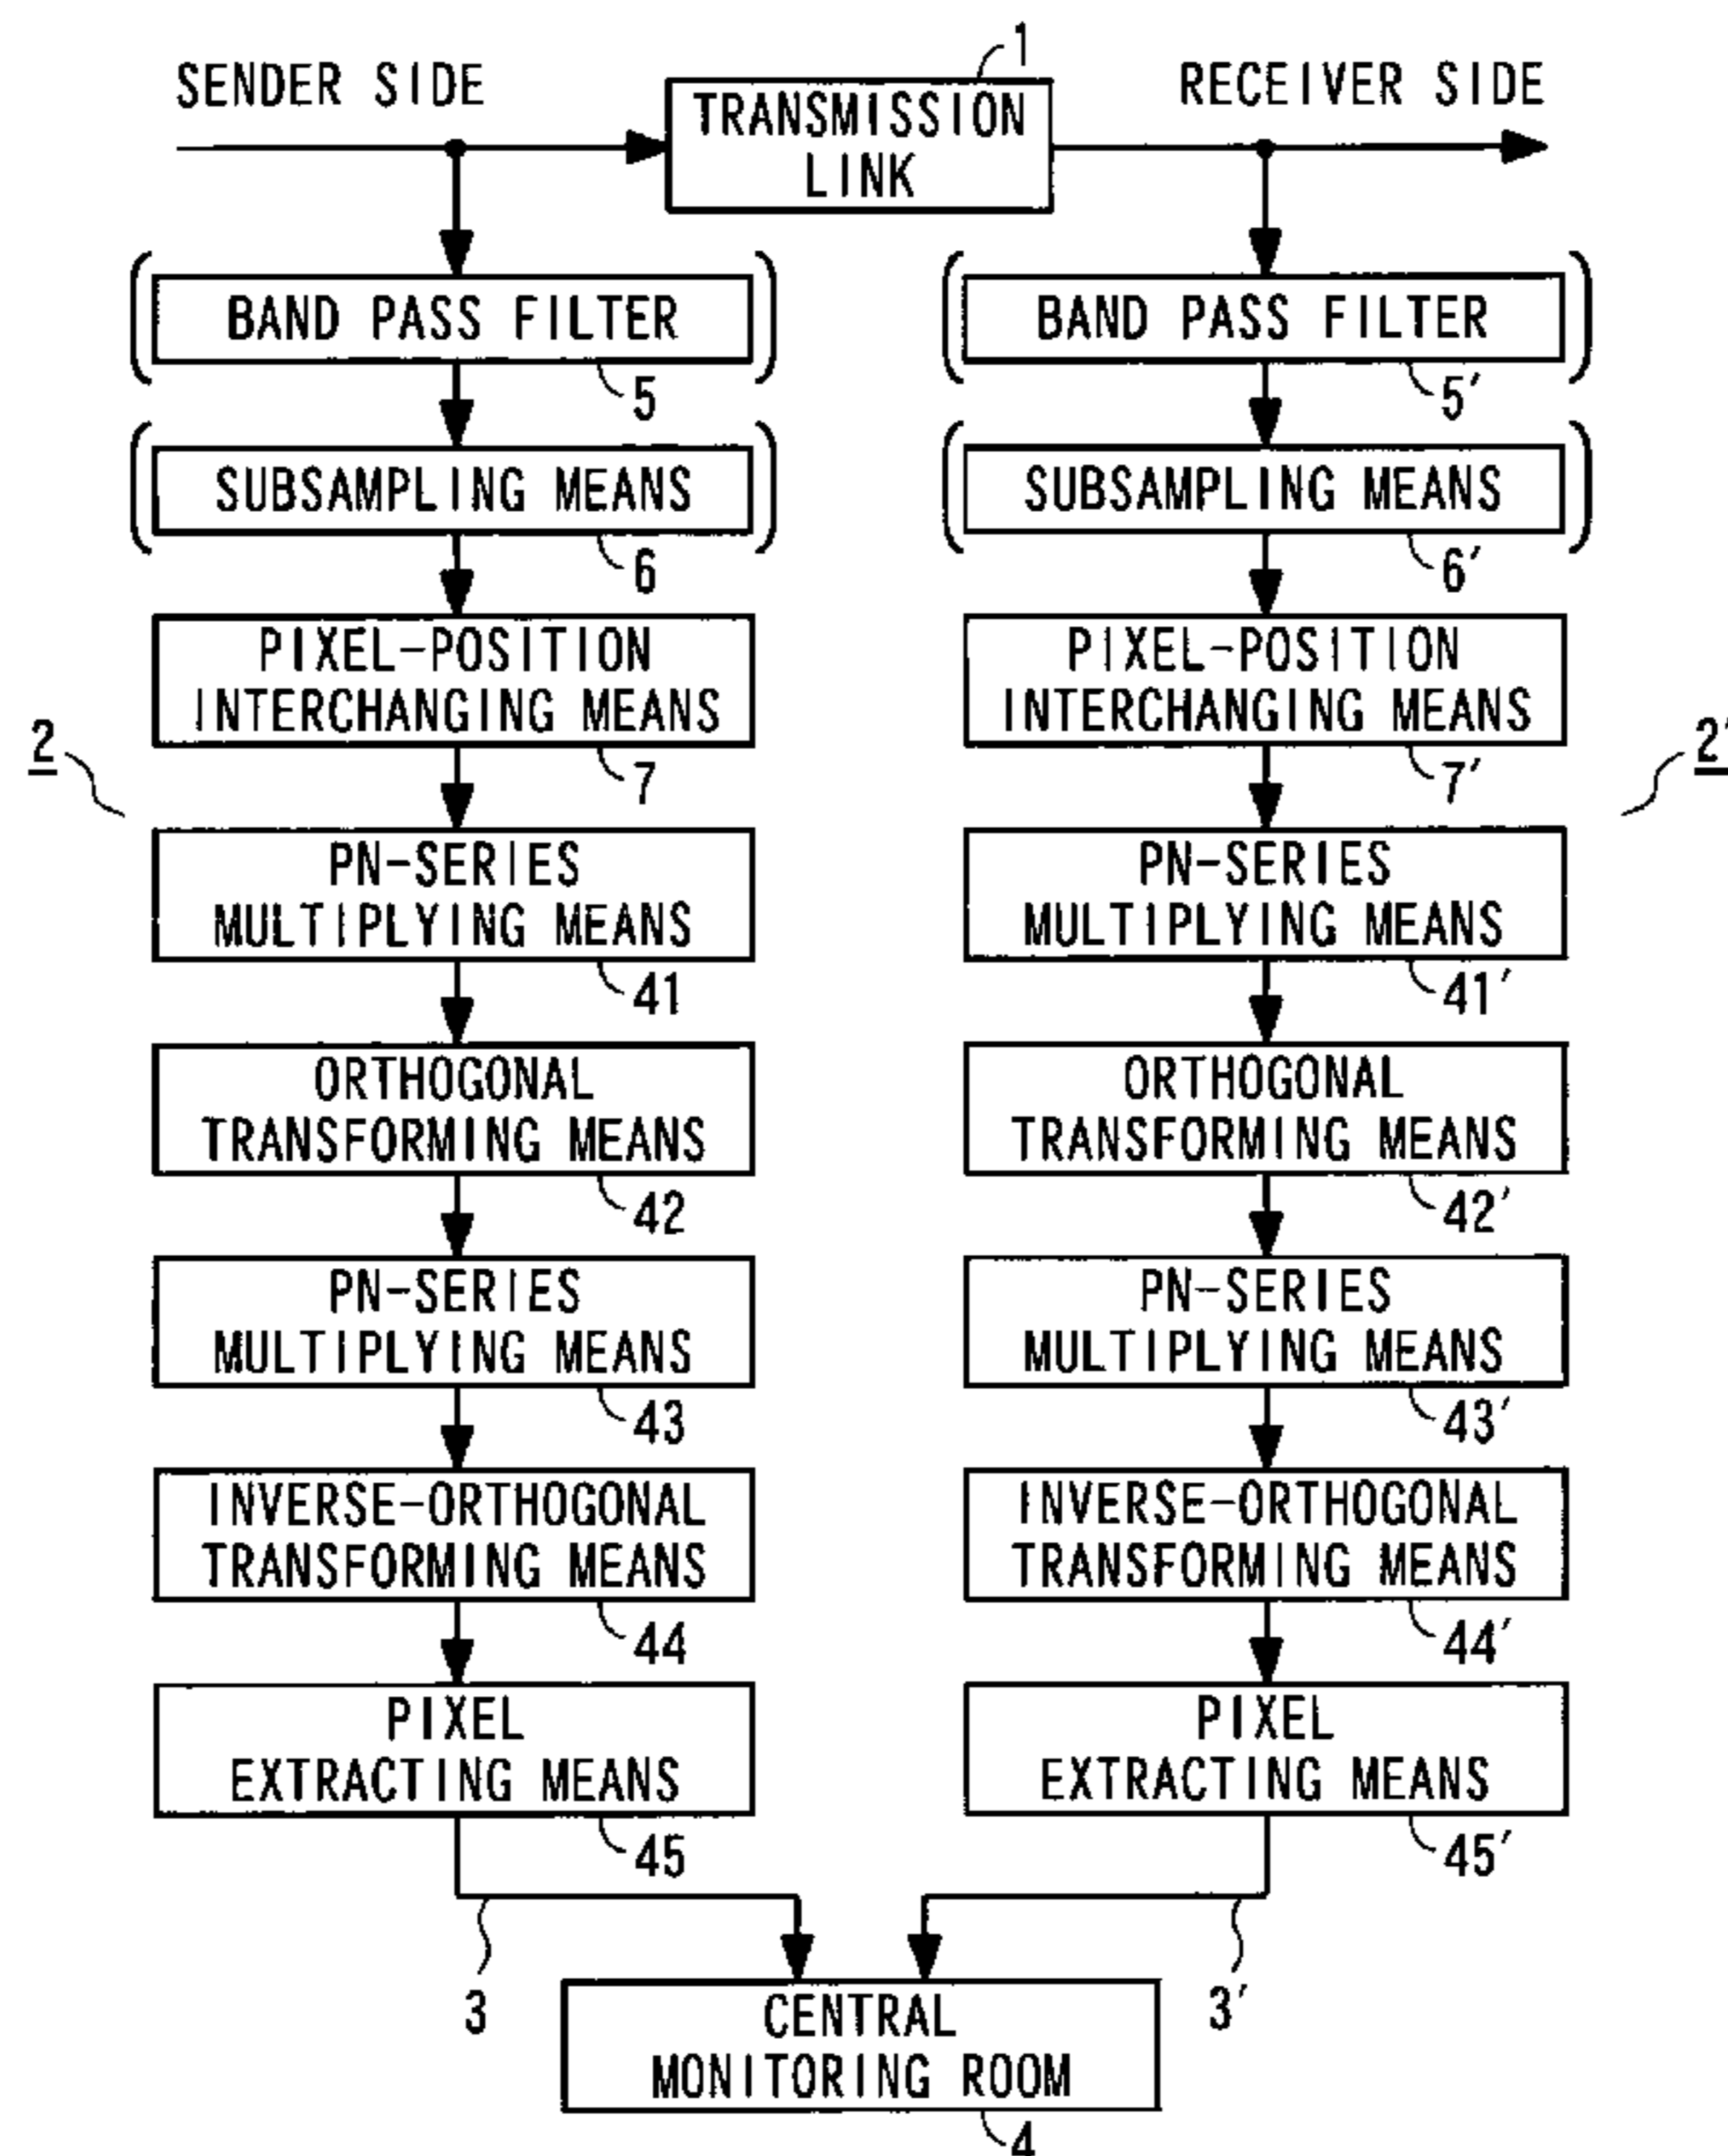 1
SENDER SIDE
TRANSMISSION
LINK
RECEIVER SIDE
BAND PASS FILTER
5
BAND PASS FILTER
5′
SUBSAMPLING MEANS
6
SUBSAMPLING MEANS
6′
PIXEL-POSITION
INTERCHANGING MEANS
7
PIXEL-POSITION
INTERCHANGING MEANS
7′
2
2′
PN-SERIES
MULTIPLYING MEANS
41
PN-SERIES
MULTIPLYING MEANS
41′
ORTHOGONAL
TRANSFORMING MEANS
42
ORTHOGONAL
TRANSFORMING MEANS
42′
PN-SERIES
MULTIPLYING MEANS
43
PN-SERIES
MULTIPLYING MEANS
43′
INVERSE-ORTHOGONAL
TRANSFORMING MEANS
44
INVERSE-ORTHOGONAL
TRANSFORMING MEANS
44′
PIXEL
EXTRACTING MEANS
45
PIXEL
EXTRACTING MEANS
45′
3
3′
CENTRAL
MONITORING ROOM
4